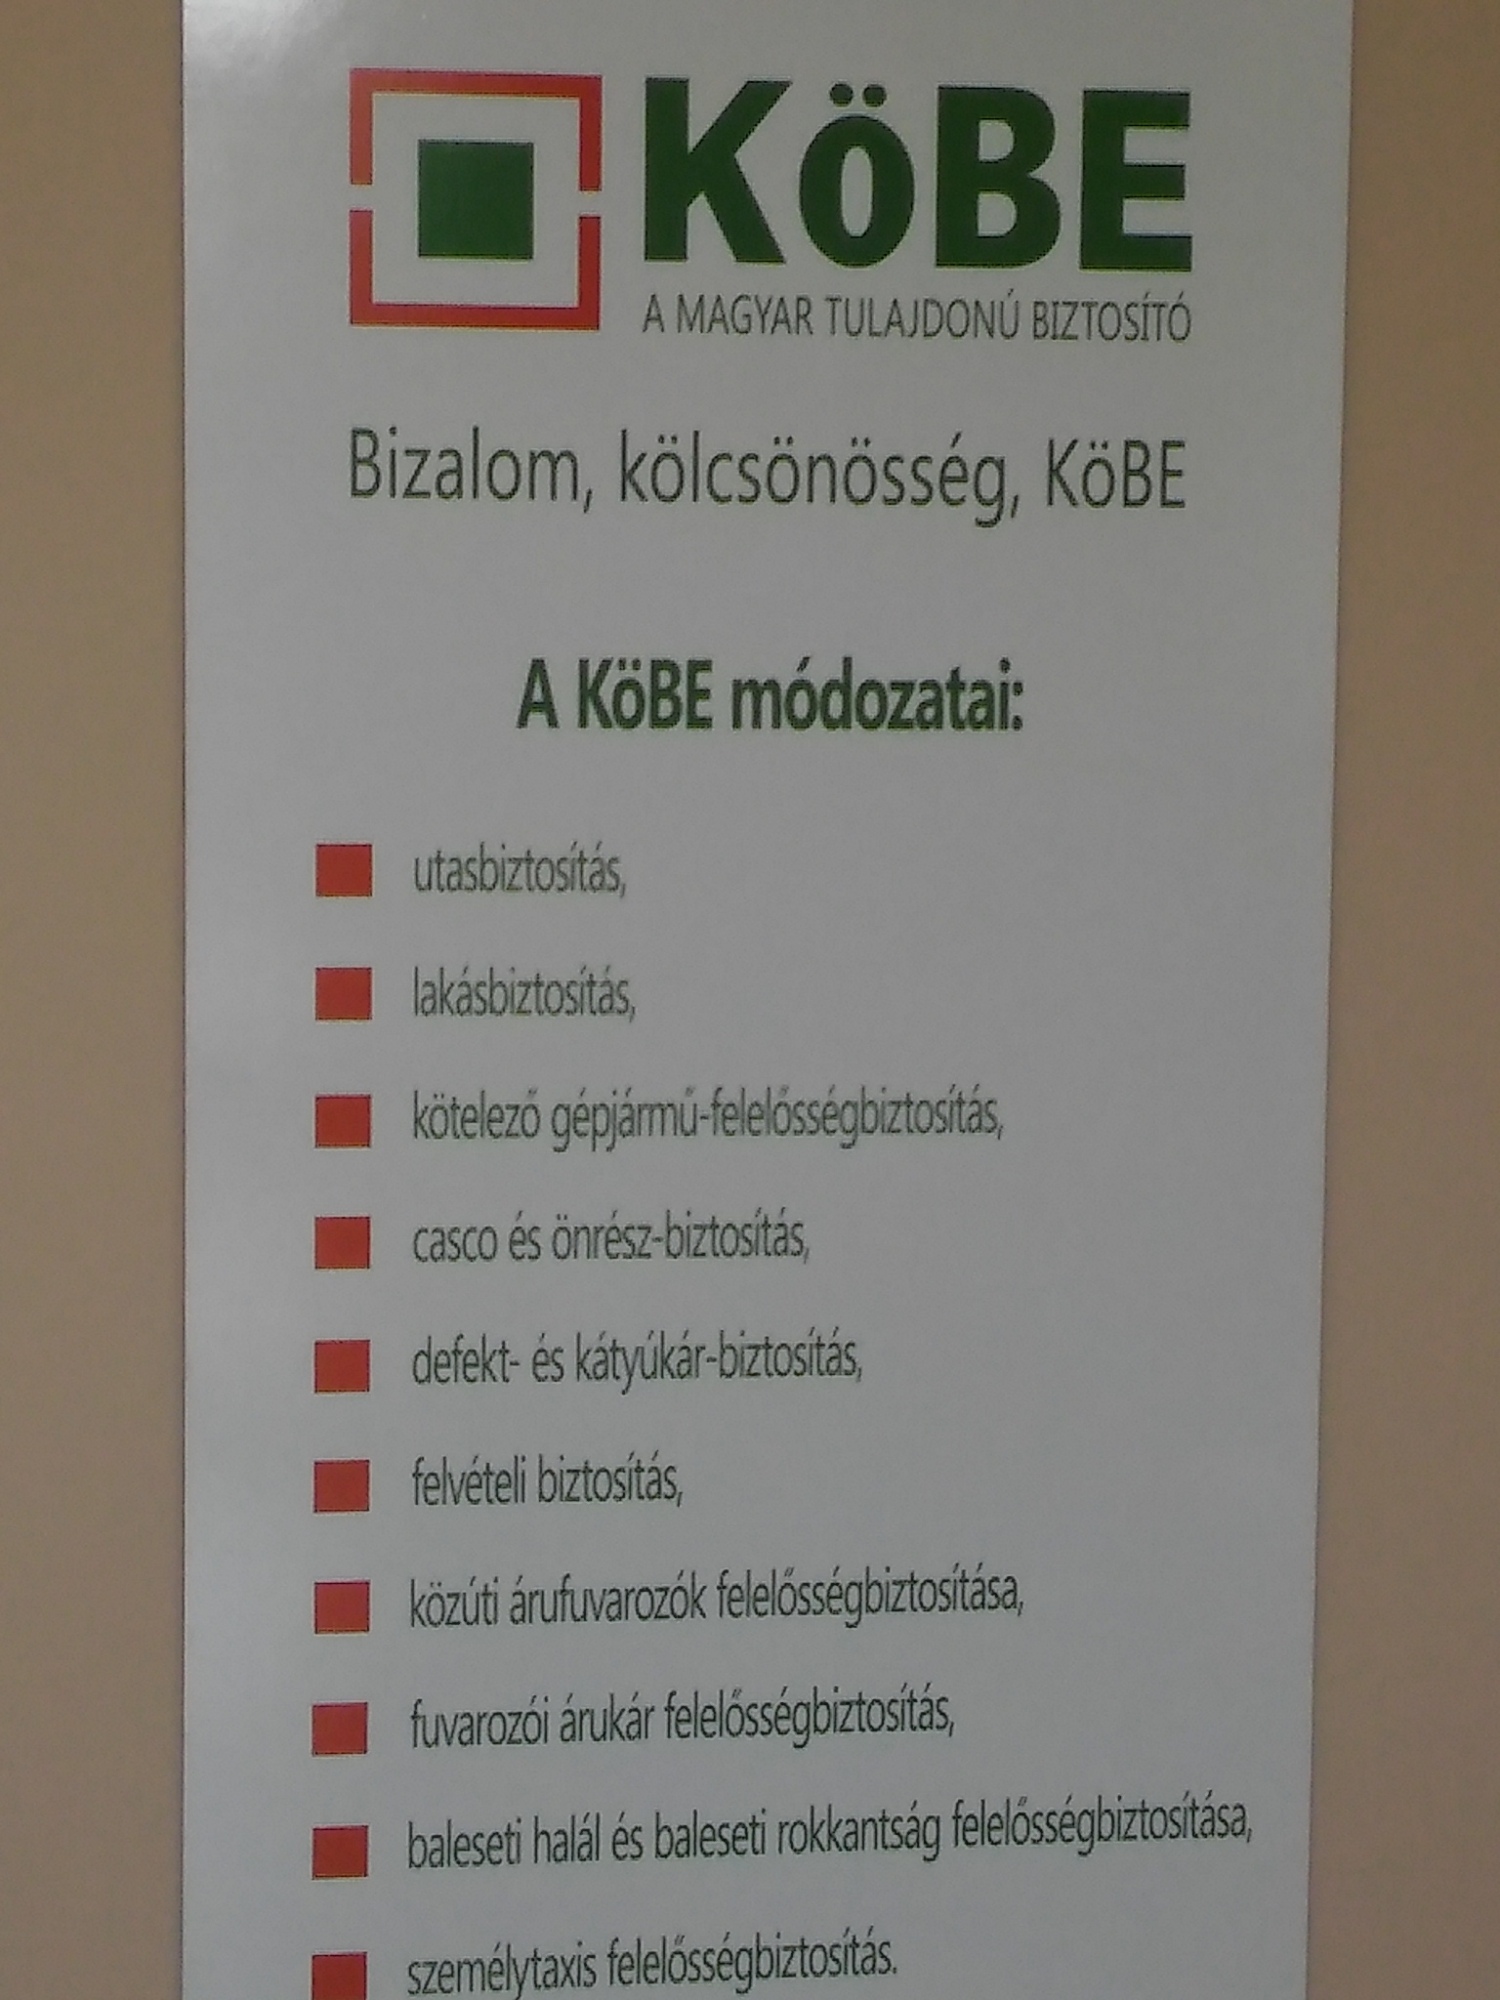 KöBE
A MAGYAR TULAJDONÚ BIZTOSÍTÓ
Bizalom, kölcsönösség, KöBE
A KöBE módozatai:
utasbiztosítás,
lakásbiztosítás,
kötelező gépjármű-felelősségbiztosítás,
casco és önrész-biztosítás,
defekt- és kátyúkár-biztosítás,
felvételi biztosítás,
közúti árufuvarozók felelősségbiztosítása,
fuvarozói árukár felelősségbiztosítás,
baleseti halál és baleseti rokkantság felelősségbiztosítása,
személytaxis felelősségbiztosítás.